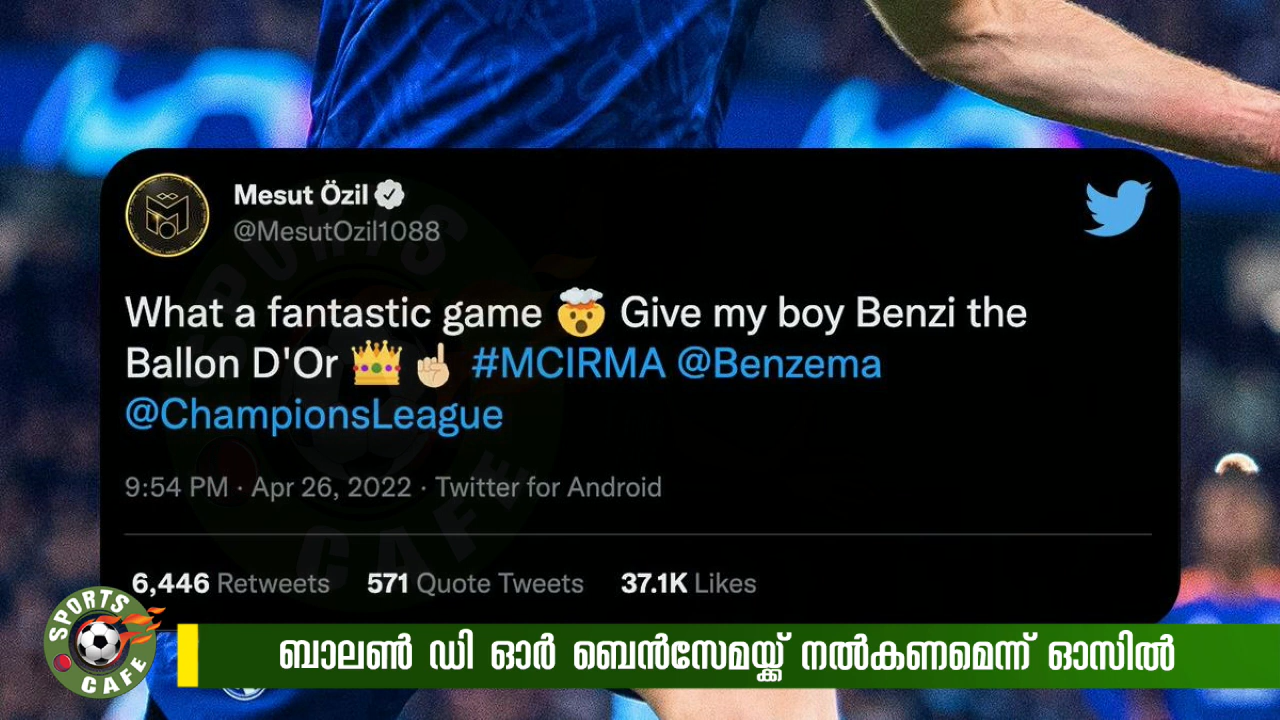 Mesut Özil
@MesutOzil1088
What a fantastic game 🤯 Give my boy Benzi the
Ballon D'Or 👑 ☝🏼 #MCIRMA @Benzema
@ChampionsLeague
9:54 PM · Apr 26, 2022 · Twitter for Android
6,446 Retweets 571 Quote Tweets 37.1K Likes
SPORTS
CAFE
ബാലൺ ഡി ഓർ ബെൻസേമയ്ക്ക് നൽകണമെന്ന് ഓസിൽ